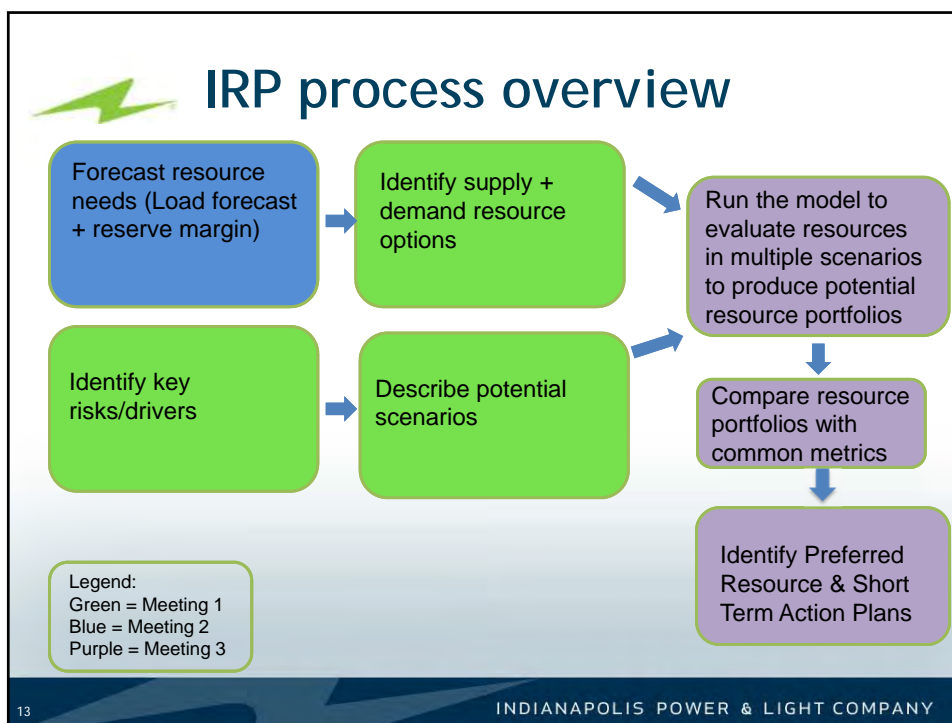 IRP process overview
Forecast resource
needs (Load forecast
+ reserve margin)
Identify supply +
demand resource
options
Run the model to
evaluate resources
in multiple scenarios
to produce potential
resource portfolios
Identify key
risks/drivers
Describe potential
scenarios
Compare resource
portfolios with
common metrics
Identify Preferred
Resource & Short
Term Action Plans
Legend:
Green = Meeting 1
Blue = Meeting 2
Purple = Meeting 3
13
INDIANAPOLIS POWER & LIGHT COMPANY